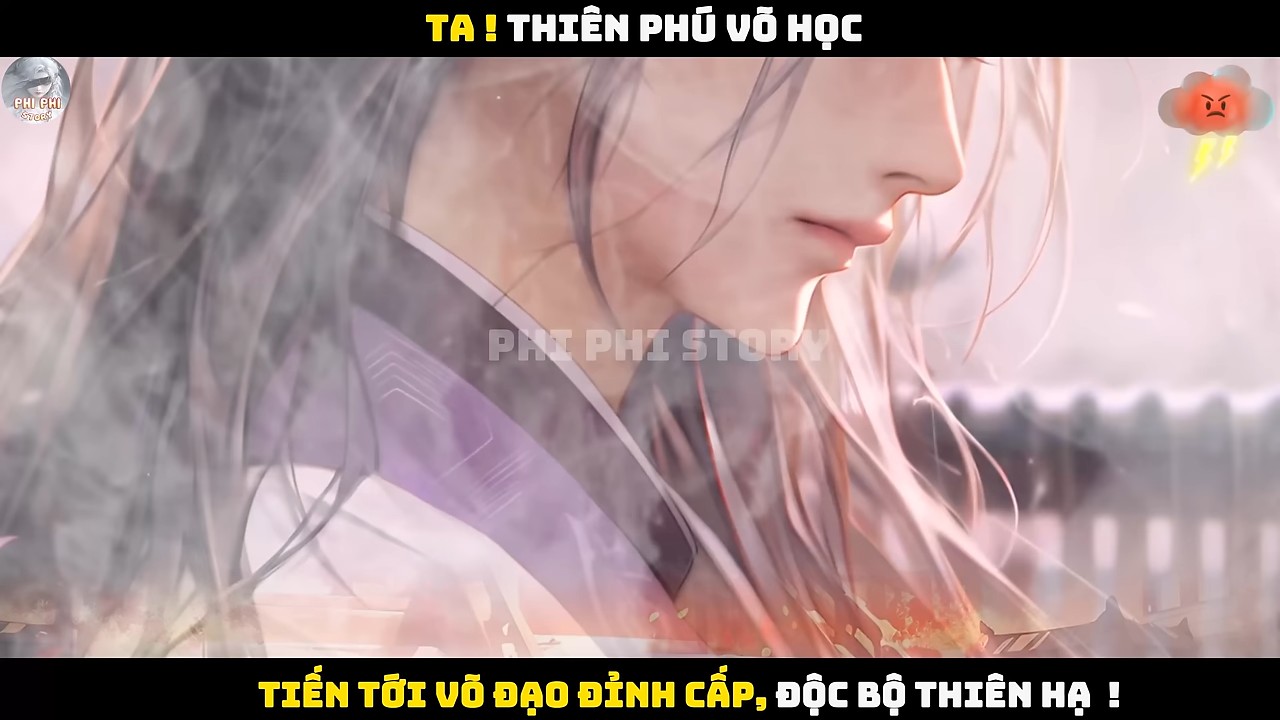 TA ! THIÊN PHÚ VÕ HỌC
PHI PHI
STORY
PHI PHI STORY
TIẾN TỚI VÕ ĐẠO ĐỈNH CẤP, ĐỘC BỘ THIÊN HẠ !